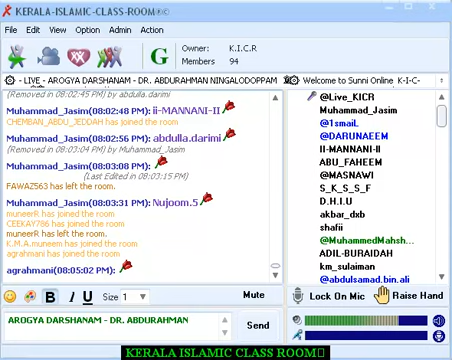 KERALA-ISLAMIC-CLASS-ROOM®©
File Edit View Option Admin Action
G
Owner: K.I.C.R
Members 94
- LIVE - AROGYA DARSHANAM - DR. ABDURAHMAN NINGALODOPPAM
Welcome to Sunni Online K-I-C-
(Removed in 08:02:45 PM) by abdulla.darimi
Muhammad_Jasim(08:02:48 PM): ii-MANNANI-II
CHEMBAN_ABDU_JEDDAH has joined the room
Muhammad_Jasim(08:02:56 PM): abdulla.darimi
(Removed in 08:03:04 PM) by Muhammad_Jasim
Muhammad_Jasim(08:03:08 PM):
(Last Edited in 08:03:15 PM)
FAWAZ563 has left the room.
Muhammad_Jasim(08:03:31 PM): Nujoom.5
muneerR has joined the room
CEEKAY786 has joined the room
muneerR has left the room.
K.M.A.muneem has joined the room
agrahmani has joined the room
agrahmani(08:05:02 PM):
@Live_KICR
Muhammad_Jasim
@1smaiL
@DARUNAEEM
II-MANNANI-II
ABU_FAHEEM
@MASNAWI
S_K_S_S_F
D.H.I.U
akbar_dxb
shafii
@MuhammedMahsh...
ADIL-BURAIDAH
km_sulaiman
@abdulsamad.bin.ali
B I U Size 1 Mute
Lock On Mic Raise Hand
AROGYA DARSHANAM - DR. ABDURAHMAN
Send
KERALA ISLAMIC CLASS ROOM